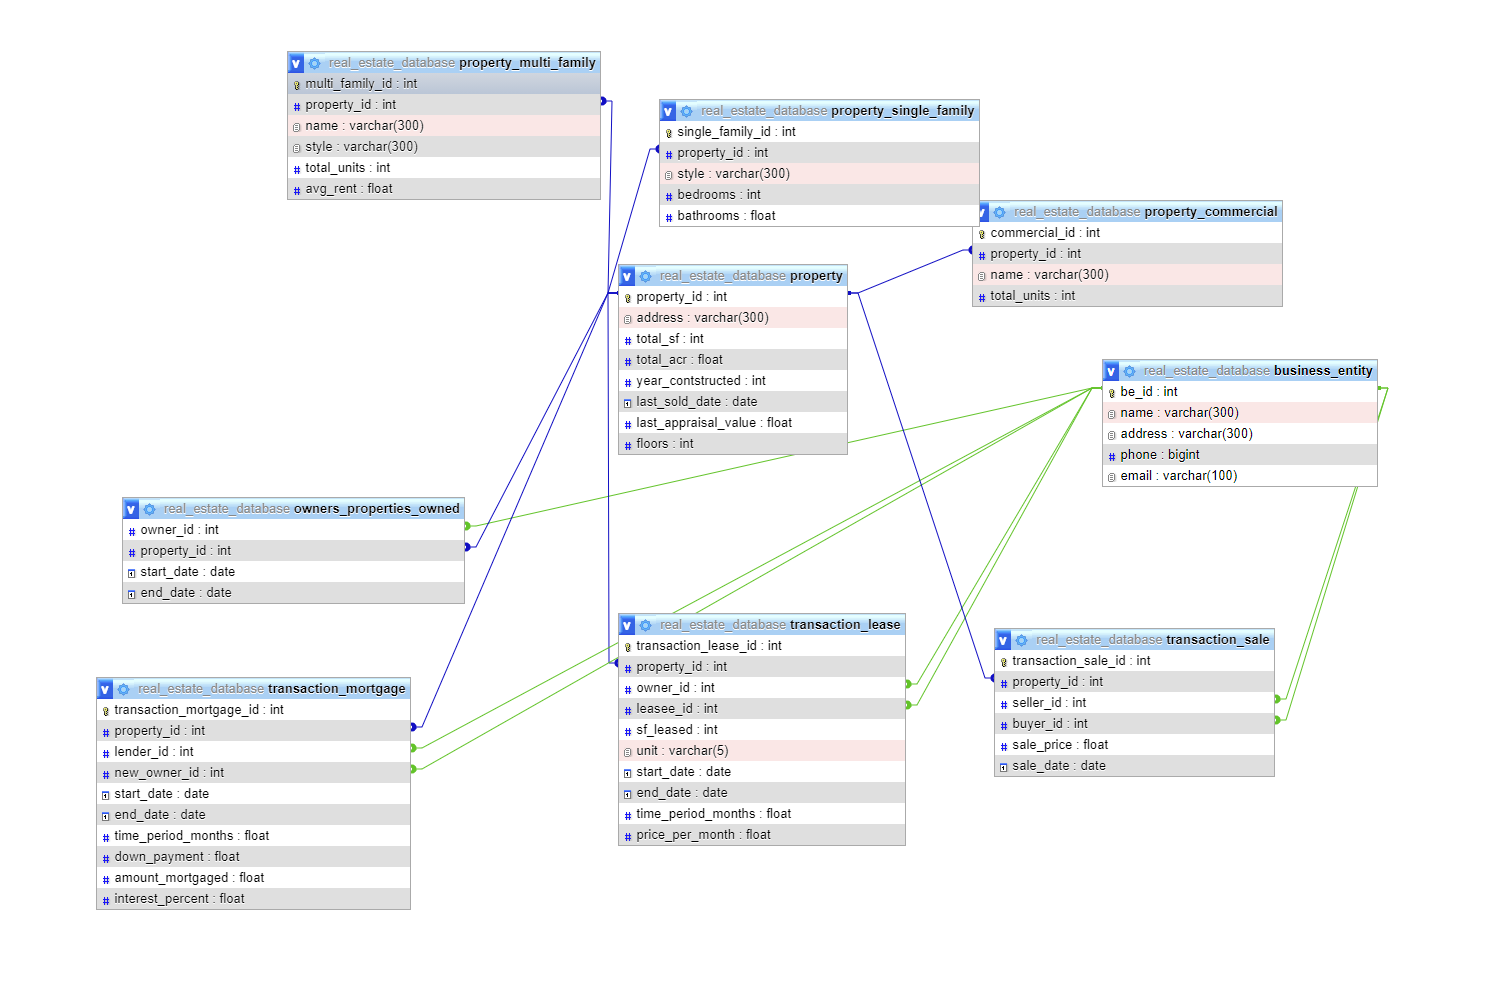 real_estate_database property_multi_family
multi_family_id : int
property_id : int
name : varchar(300)
style : varchar(300)
total_units : int
avg_rent : float
real_estate_database property_single_family
single_family_id : int
property_id : int
style : varchar(300)
bedrooms : int
bathrooms : float
real_estate_database property_commercial
commercial_id : int
property_id : int
name : varchar(300)
total_units : int
real_estate_database property
property_id : int
address : varchar(300)
total_sf : int
total_acr : float
year_contstructed : int
last_sold_date : date
last_appraisal_value : float
floors : int
real_estate_database business_entity
be_id : int
name : varchar(300)
address : varchar(300)
phone : bigint
email : varchar(100)
real_estate_database owners_properties_owned
owner_id : int
property_id : int
start_date : date
end_date : date
real_estate_database transaction_lease
transaction_lease_id : int
property_id : int
owner_id : int
leasee_id : int
sf_leased : int
unit : varchar(5)
start_date : date
end_date : date
time_period_months : float
price_per_month : float
real_estate_database transaction_sale
transaction_sale_id : int
property_id : int
seller_id : int
buyer_id : int
sale_price : float
sale_date : date
real_estate_database transaction_mortgage
transaction_mortgage_id : int
property_id : int
lender_id : int
new_owner_id : int
start_date : date
end_date : date
time_period_months : float
down_payment : float
amount_mortgaged : float
interest_percent : float